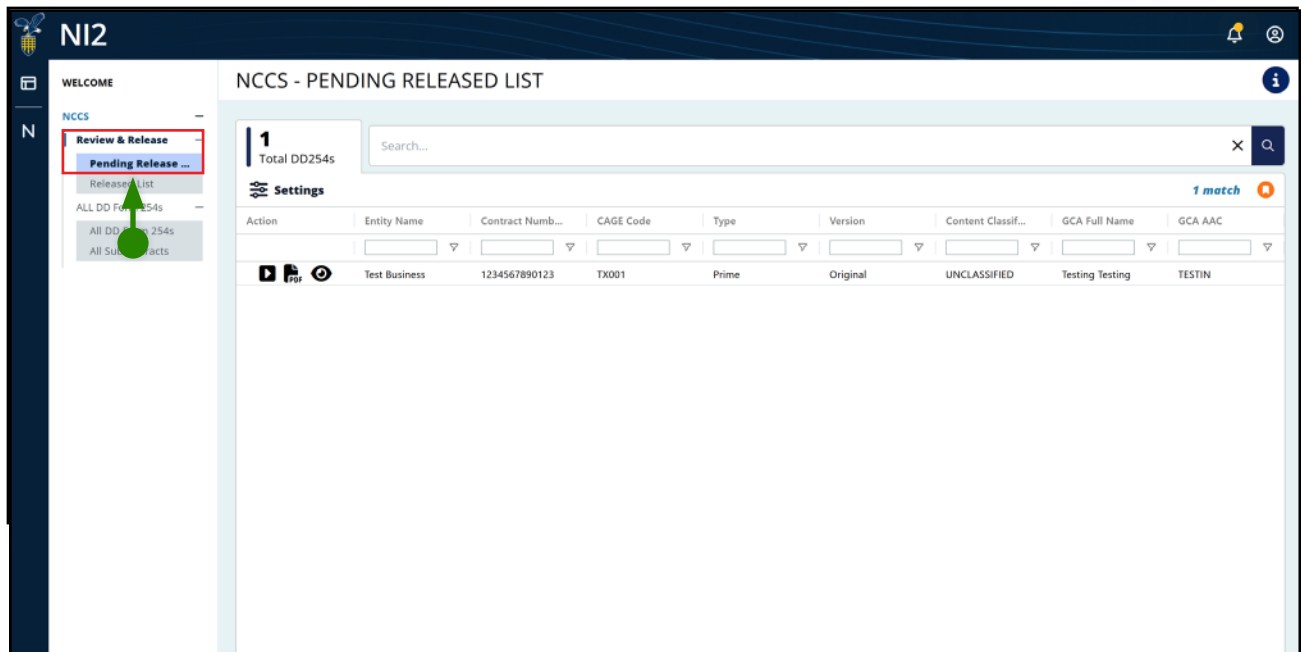 NI2
WELCOME
NCCS - PENDING RELEASED LIST
i
N
NCCS
Review & Release
Pending Release ...
Released List
ALL DD Form 254s
All DD Form 254s
All Subcontracts
1
Total DD254s
Search...
Settings
1 match
Action Entity Name Contract Numb... CAGE Code Type Version Content Classif... GCA Full Name GCA AAC
PDF Test Business 1234567890123 TX001 Prime Original UNCLASSIFIED Testing Testing TESTIN